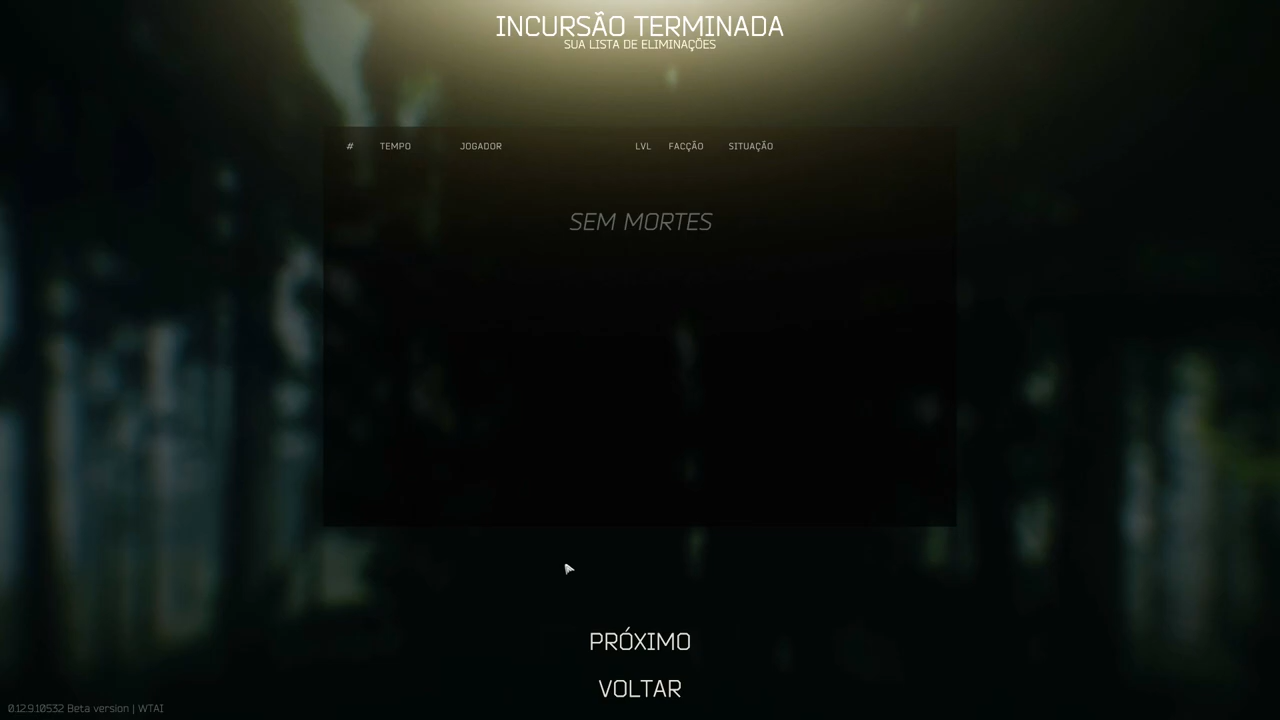 INCURSÃO TERMINADA
SUA LISTA DE ELIMINAÇÕES
# TEMPO JOGADOR LVL FACÇÃO SITUAÇÃO
SEM MORTES
PRÓXIMO
VOLTAR
0.12.9.10532 Beta version | WTAI